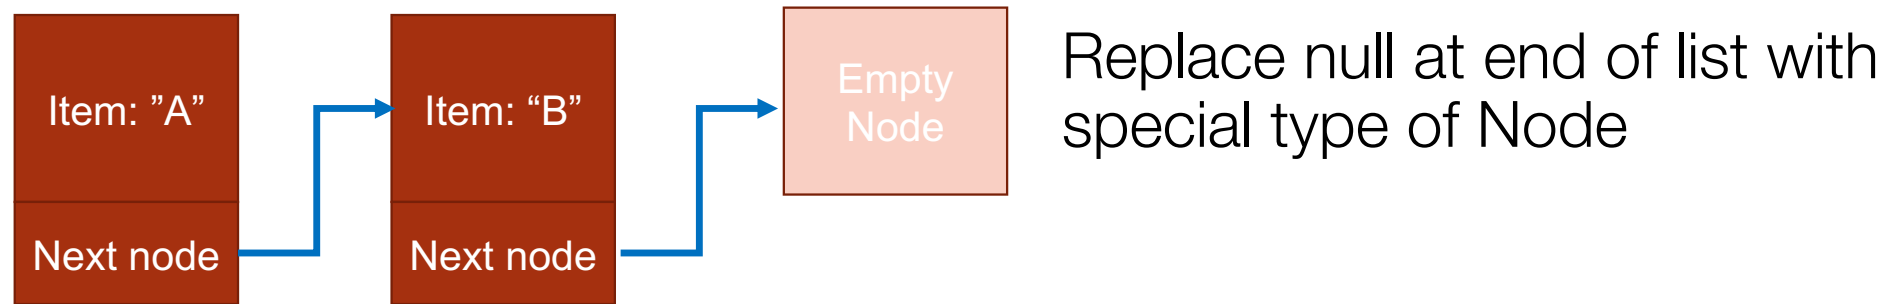 Item: ”A”
Next node
Item: “B”
Next node
Empty
Node
Replace null at end of list with
special type of Node